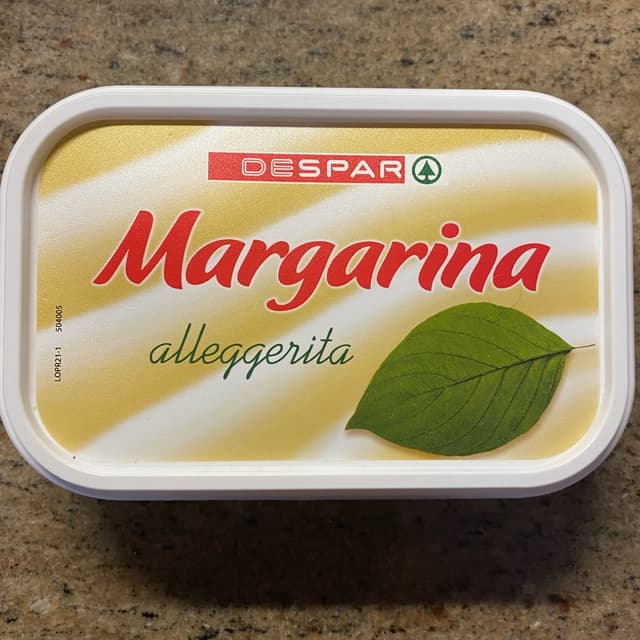 DESPAR
Margarina
alleggerita
LOPR21-1 504005